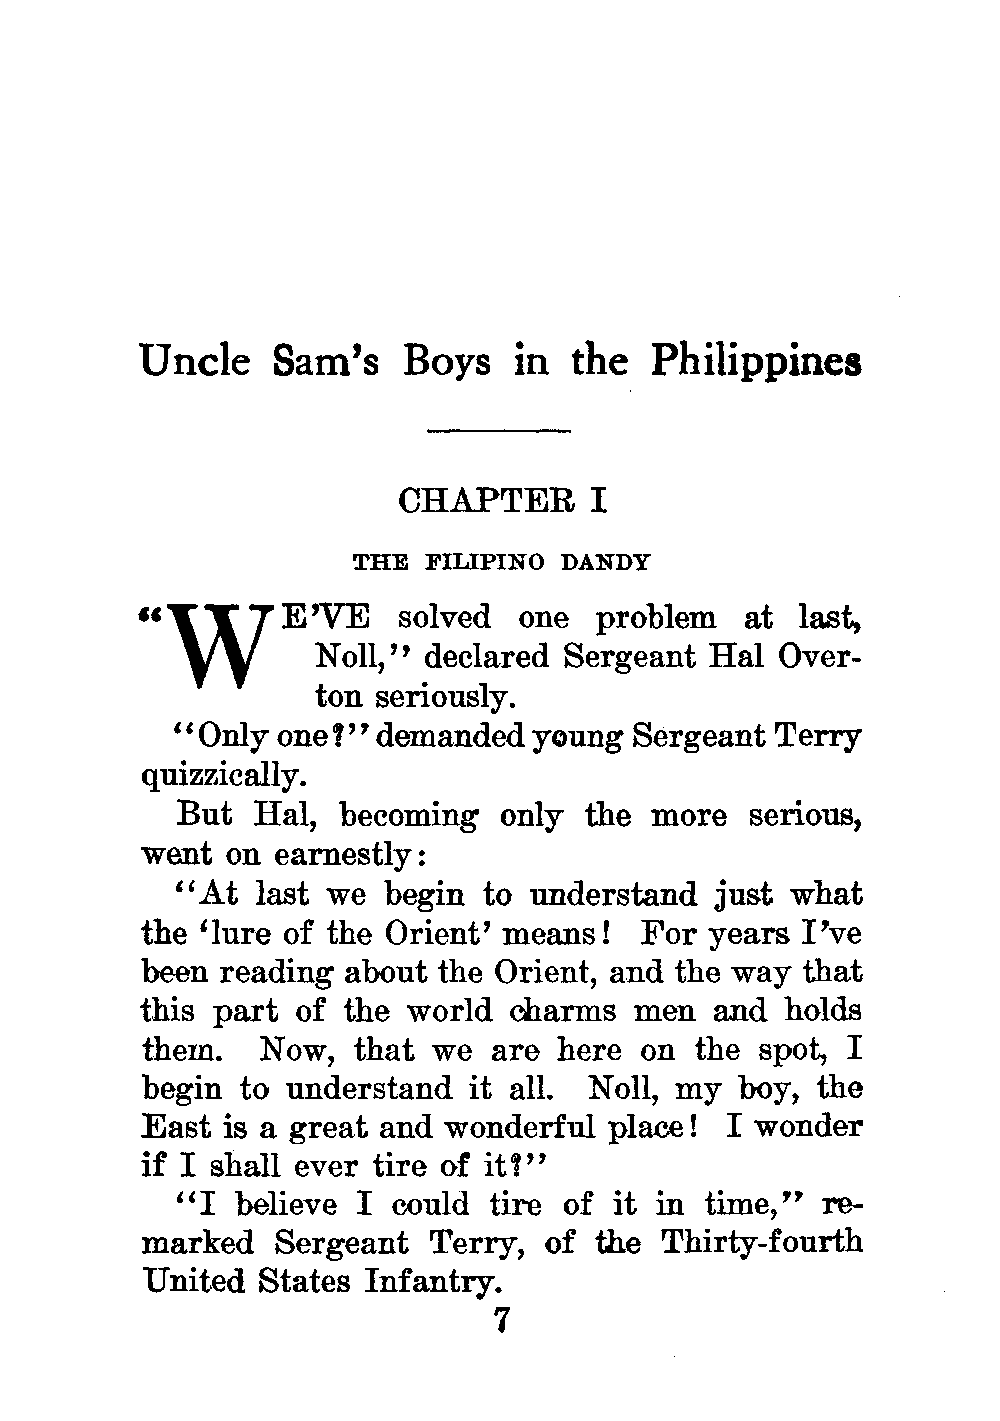 Uncle Sam's Boys in the Philippines
CHAPTER I
THE FILIPINO DANDY
"WE'VE solved one problem at last,
Noll," declared Sergeant Hal Over-
ton seriously.
"Only one?" demanded young Sergeant Terry
quizzically.
But Hal, becoming only the more serious,
went on earnestly:
"At last we begin to understand just what
the 'lure of the Orient' means! For years I've
been reading about the Orient, and the way that
this part of the world charms men and holds
them. Now, that we are here on the spot, I
begin to understand it all. Noll, my boy, the
East is a great and wonderful place! I wonder
if I shall ever tire of it?"
"I believe I could tire of it in time," re-
marked Sergeant Terry, of the Thirty-fourth
United States Infantry.
7